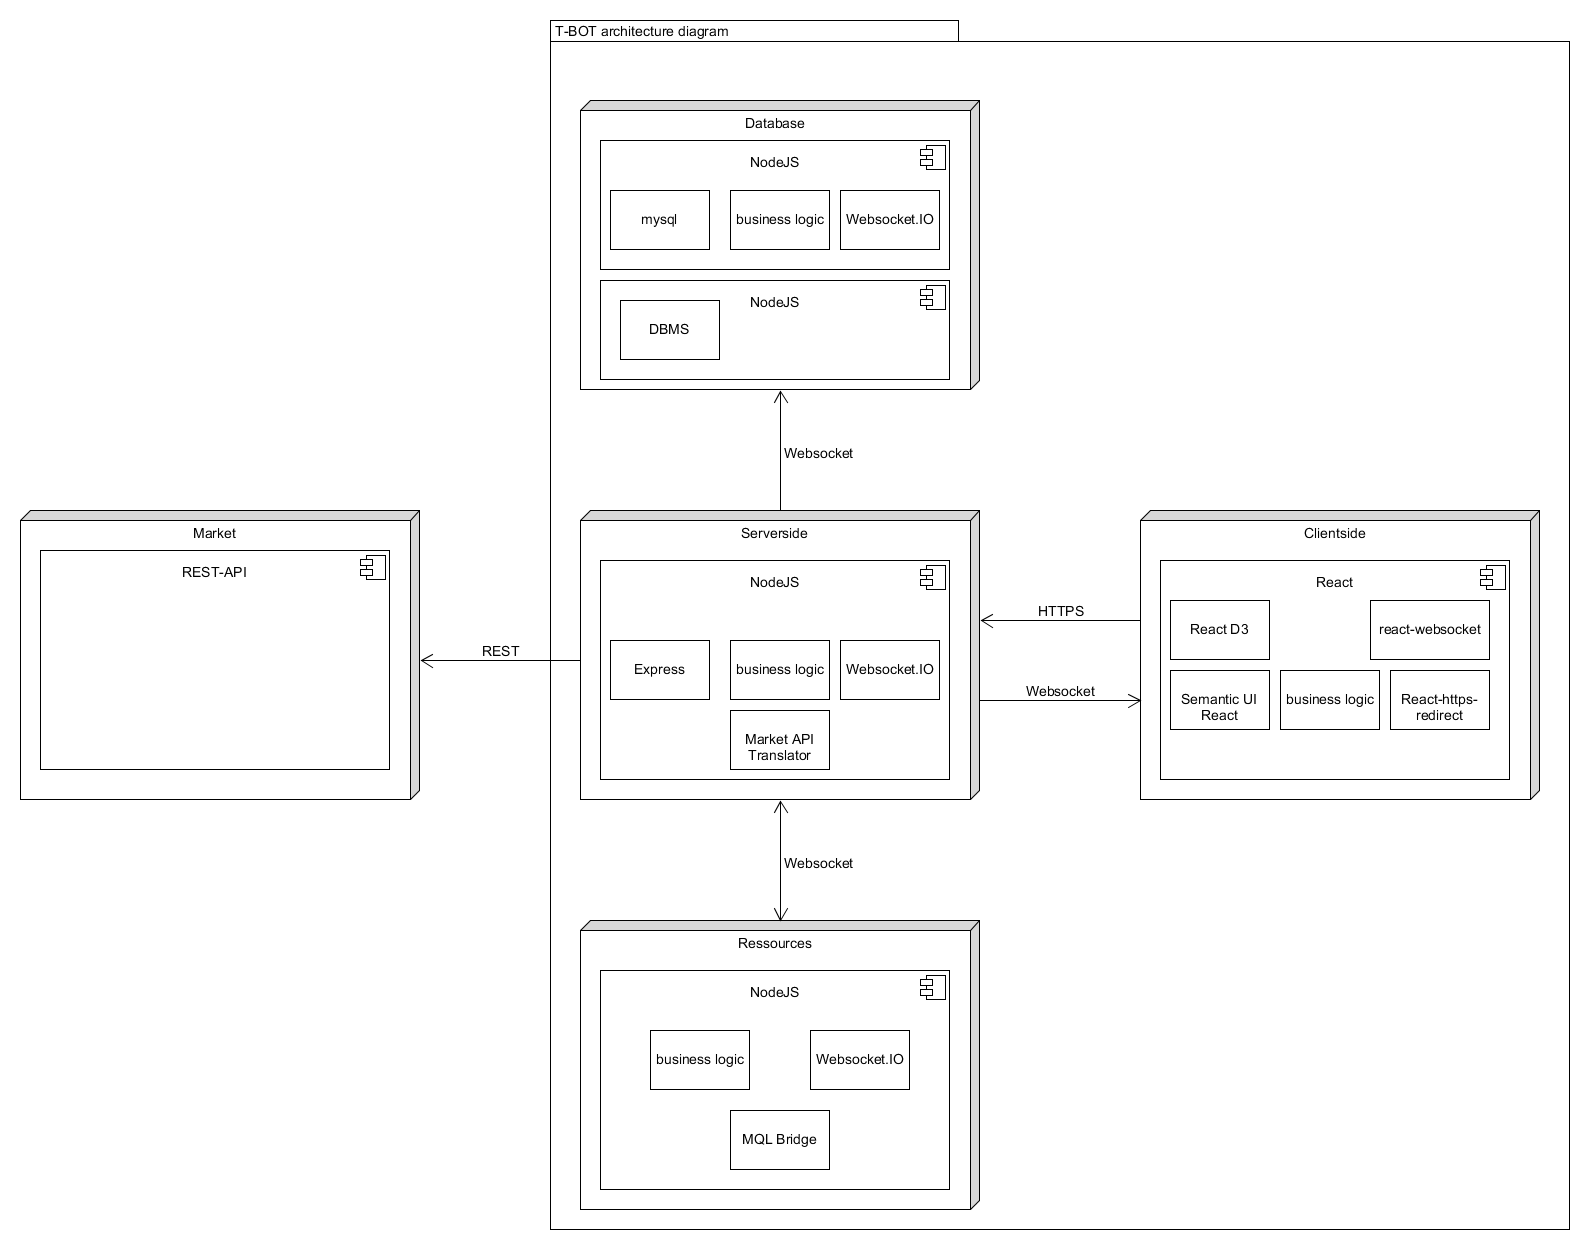 T-BOT architecture diagram
Database
NodeJS
mysql
business logic
Websocket.IO
NodeJS
DBMS
Websocket
Market
REST-API
REST
Serverside
NodeJS
Express
business logic
Websocket.IO
Market API
Translator
HTTPS
Websocket
Clientside
React
React D3
react-websocket
Semantic UI
React
business logic
React-https-
redirect
Websocket
Ressources
NodeJS
business logic
Websocket.IO
MQL Bridge